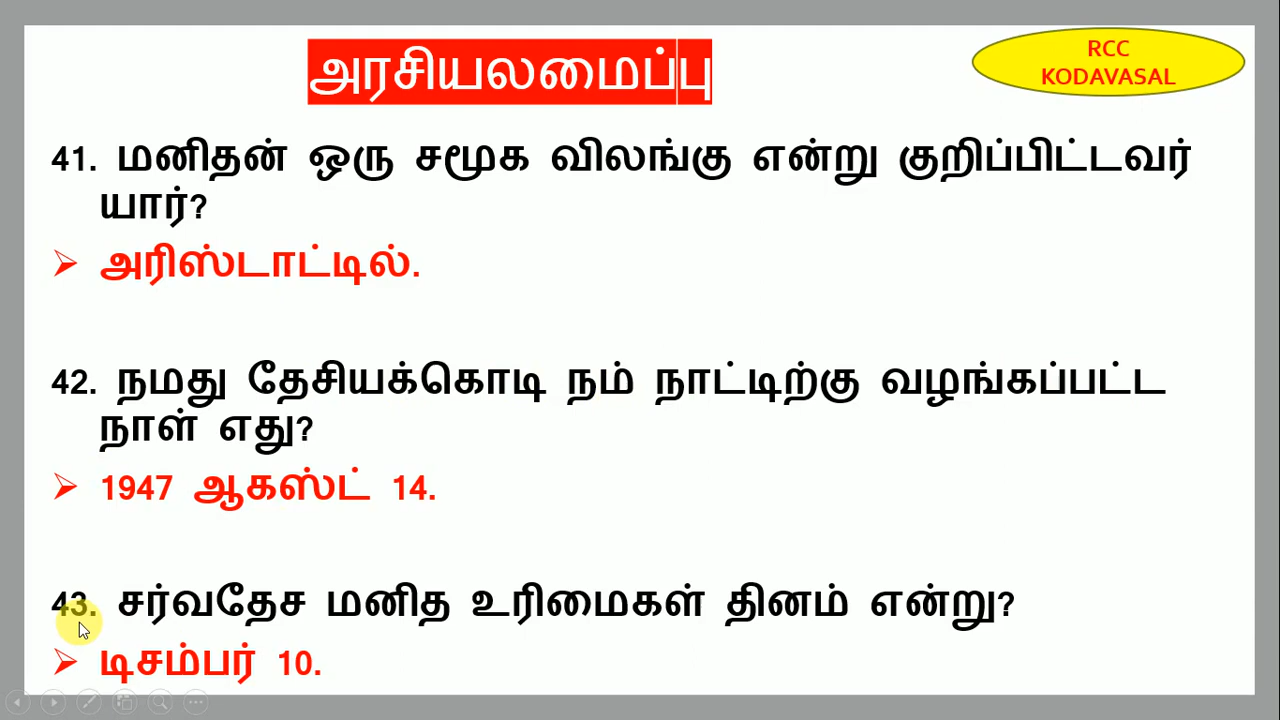 அரசியலமைப்பு
RCC
KODAVASAL
41. மனிதன் ஒரு சமூக விலங்கு என்று குறிப்பிட்டவர்
யார்?
➢ அரிஸ்டாட்டில்.
42. நமது தேசியக்கொடி நம் நாட்டிற்கு வழங்கப்பட்ட
நாள் எது?
➢ 1947 ஆகஸ்ட் 14.
43. சர்வதேச மனித உரிமைகள் தினம் என்று?
➢ டிசம்பர் 10.